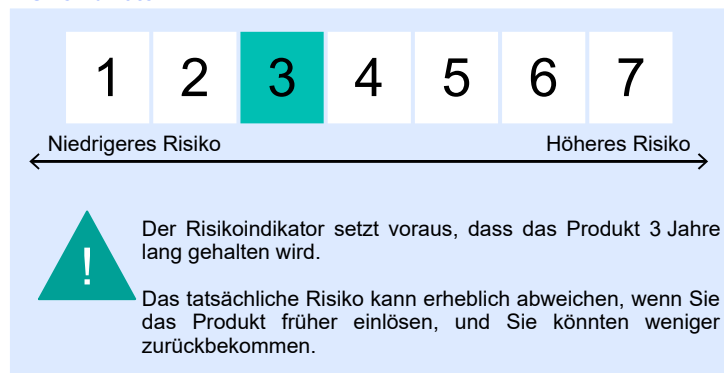 1 2 3 4 5 6 7
Niedrigeres Risiko Höheres Risiko
!
Der Risikoindikator setzt voraus, dass das Produkt 3 Jahre
lang gehalten wird.
Das tatsächliche Risiko kann erheblich abweichen, wenn Sie
das Produkt früher einlösen, und Sie könnten weniger
zurückbekommen.